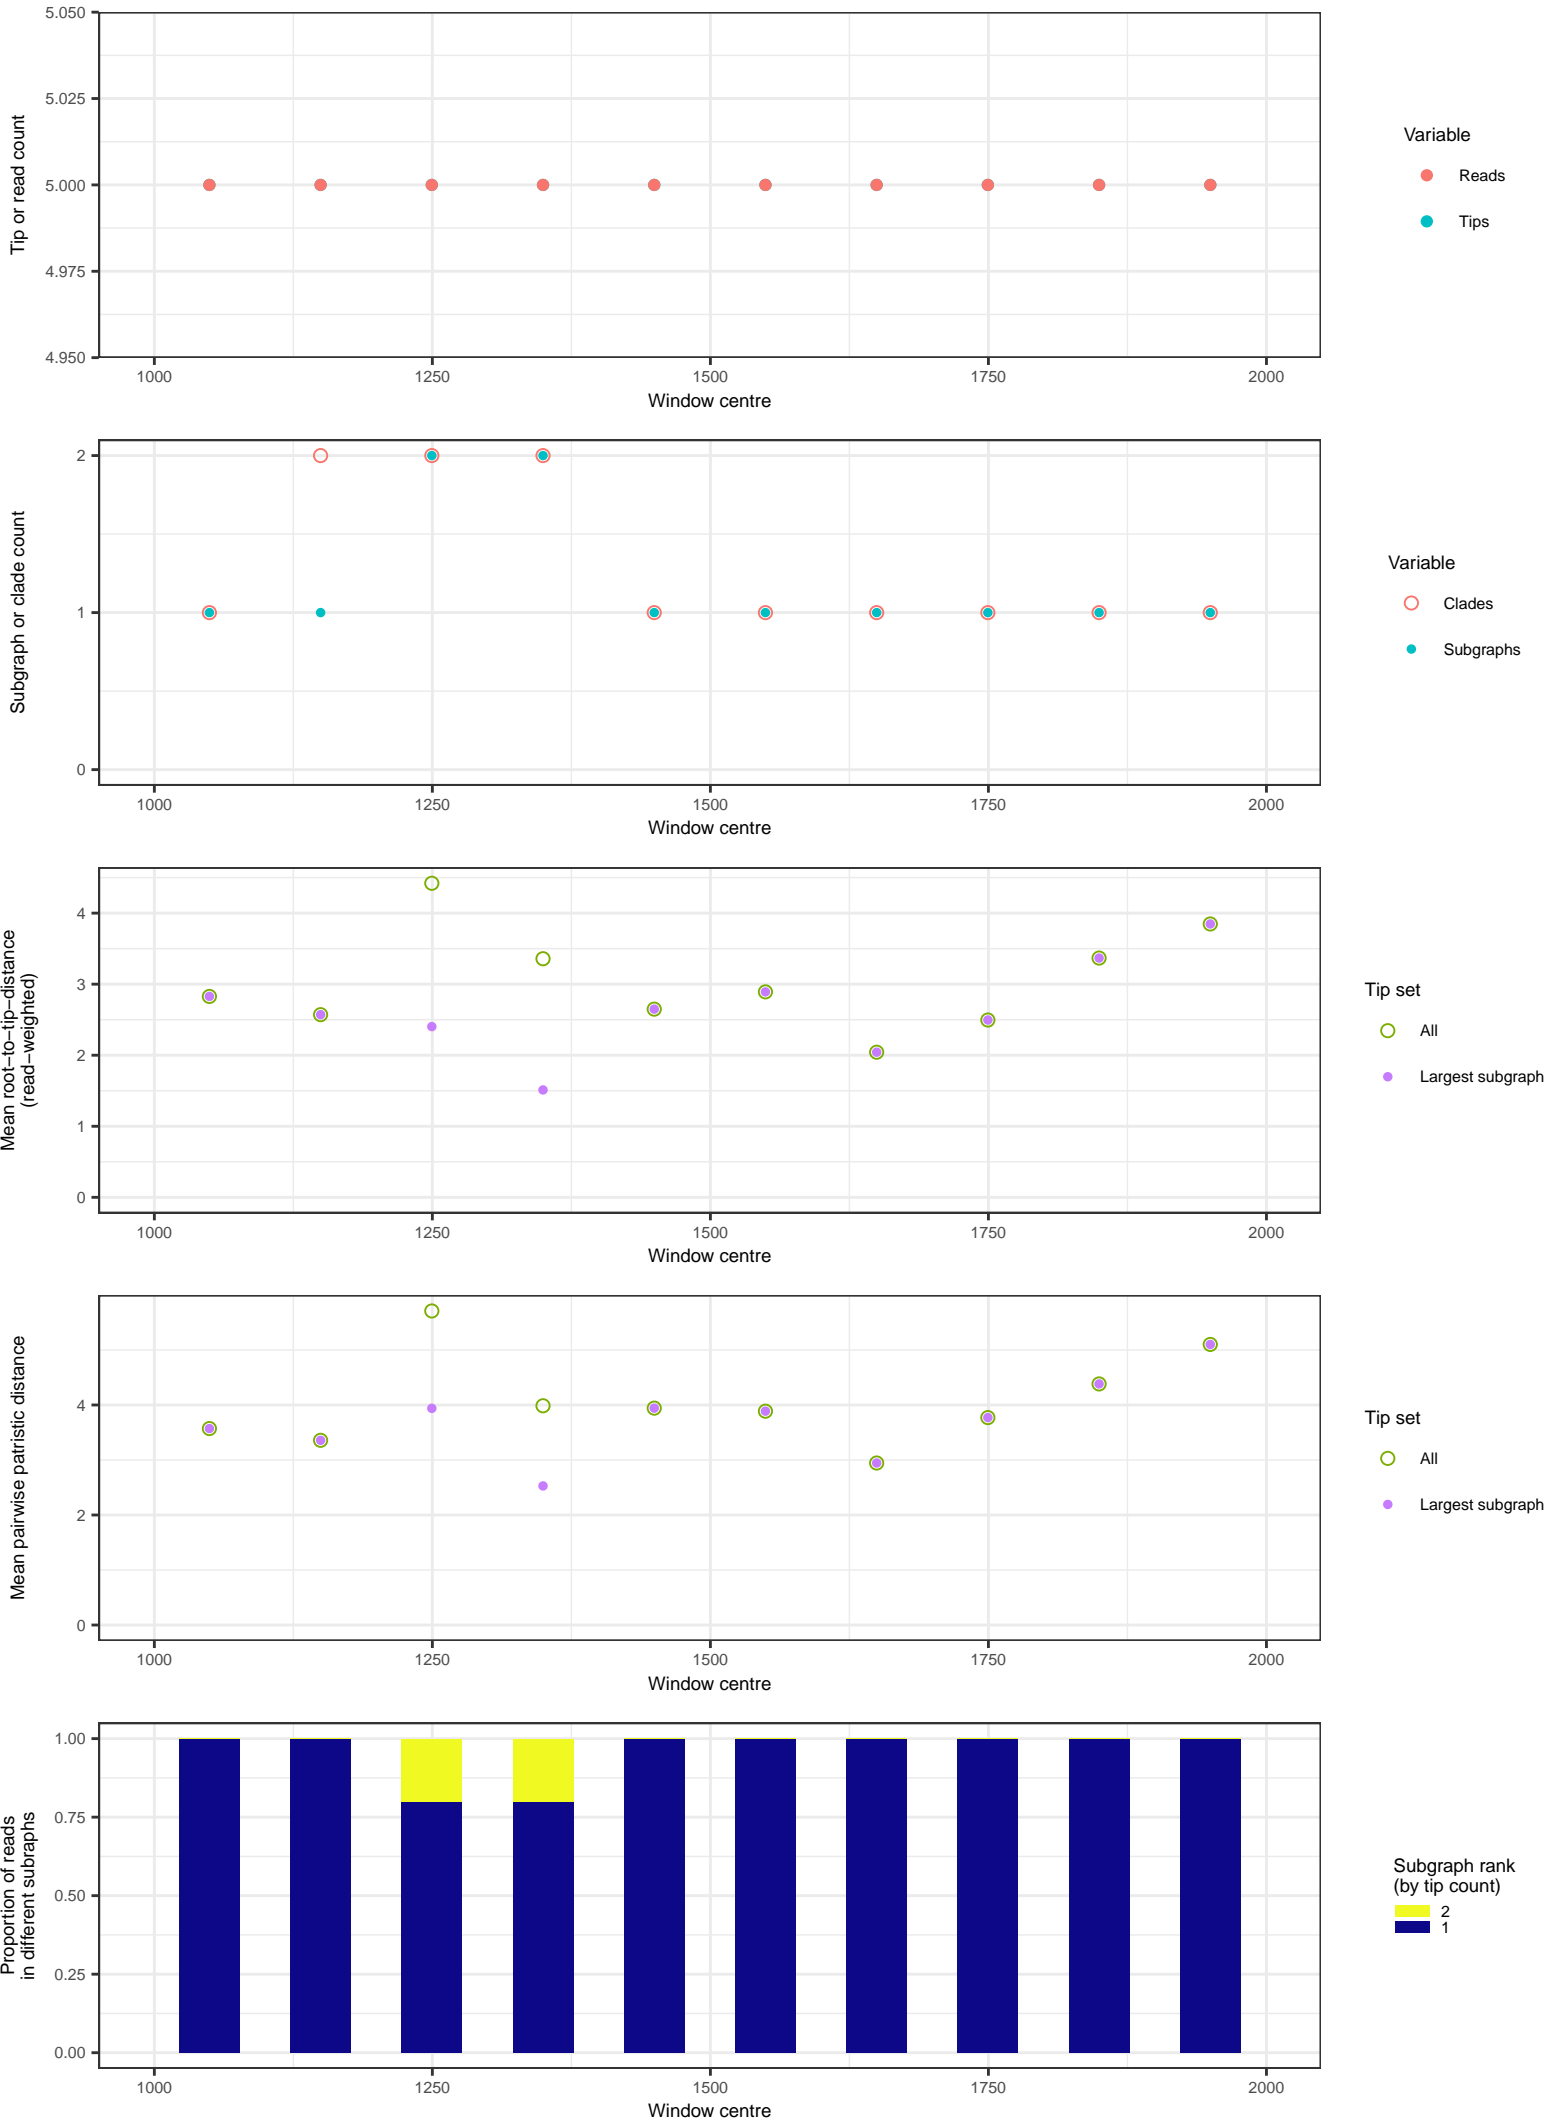 5.050
5.025
5.000
4.975
4.950
Tip or read count
1000 1250 1500 1750 2000
Window centre
Variable
Reads
Tips
2
1
0
Subgraph or clade count
1000 1250 1500 1750 2000
Window centre
Variable
Clades
Subgraphs
4
3
2
1
0
Mean root−to−tip−distance
(read−weighted)
1000 1250 1500 1750 2000
Window centre
Tip set
All
Largest subgraph
4
2
0
Mean pairwise patristic distance
1000 1250 1500 1750 2000
Window centre
Tip set
All
Largest subgraph
1.00
0.75
0.50
0.25
0.00
Proportion of reads
in different subraphs
1000 1250 1500 1750 2000
Window centre
Subgraph rank
(by tip count)
2
1